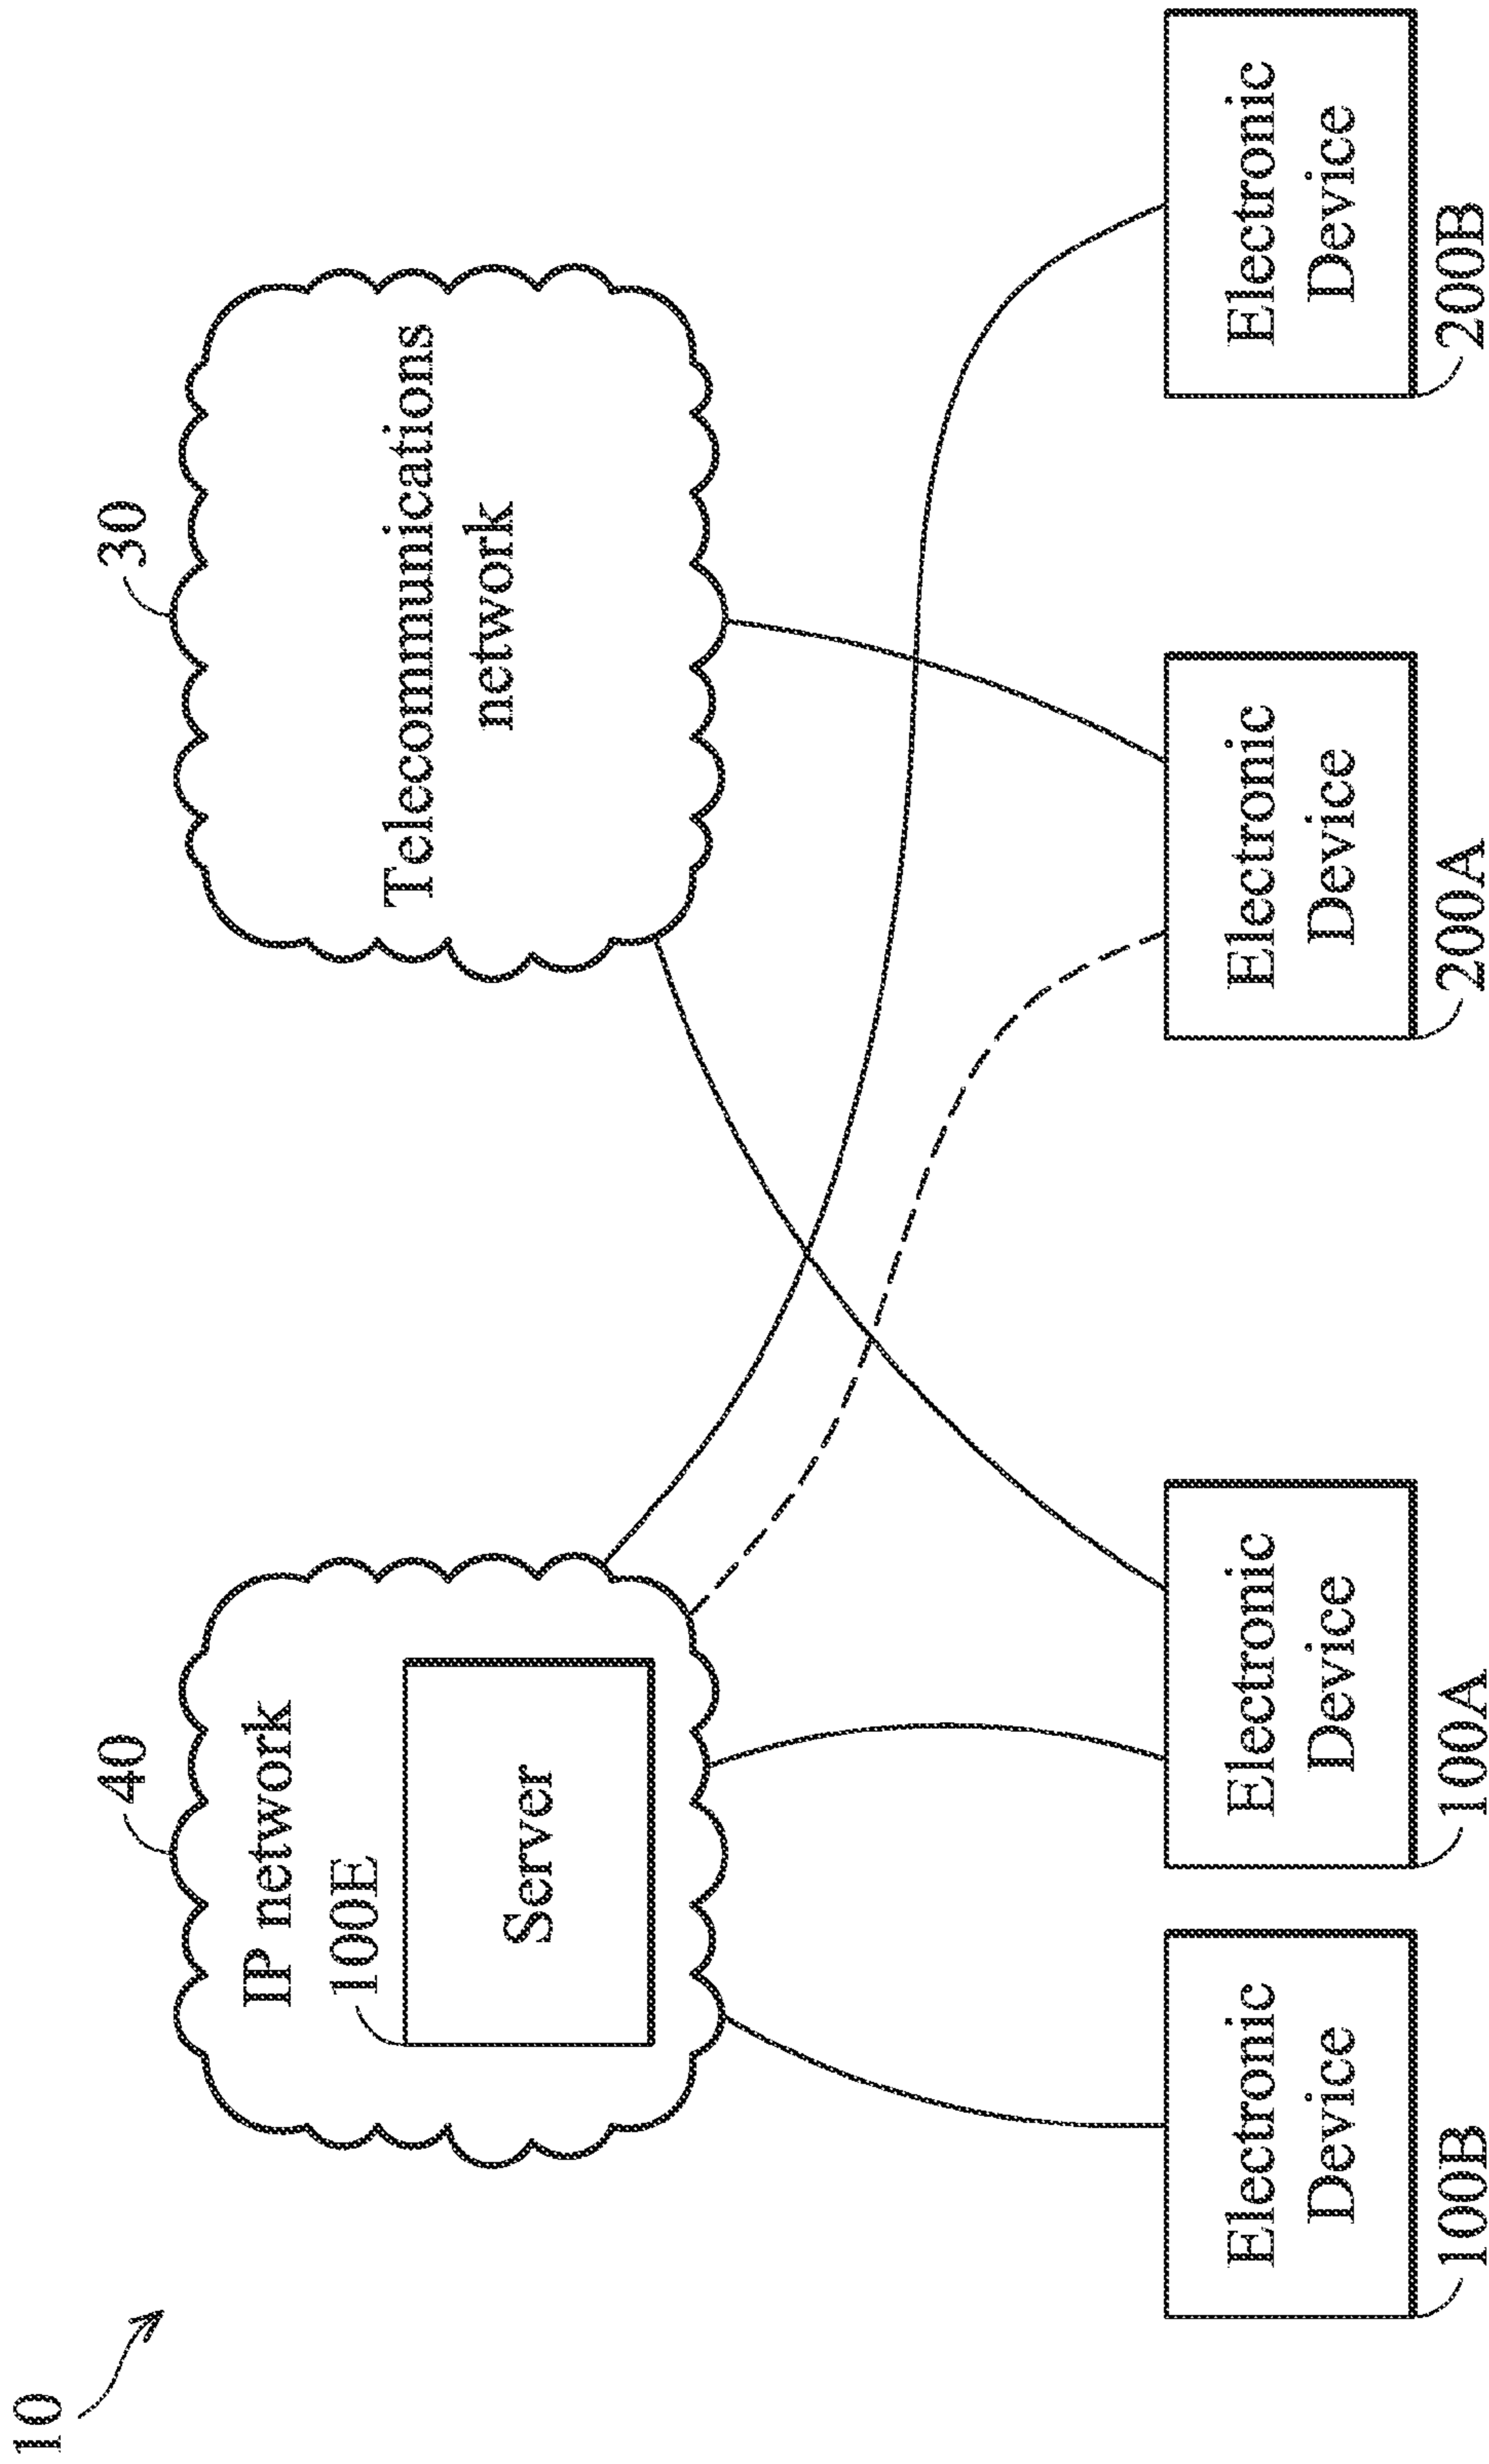 10
40
30
IP network
100E
Server
Telecommunications
network
Electronic
Device
100B
Electronic
Device
100A
Electronic
Device
200A
Electronic
Device
200B